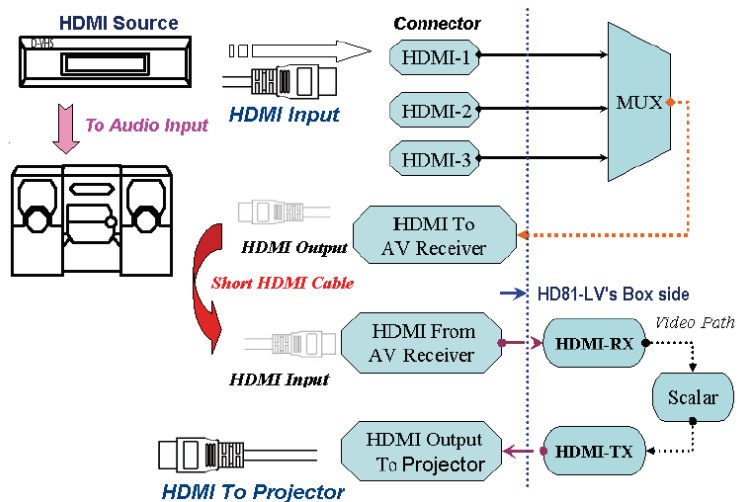 HDMI Source
Connector
D-VHS
HDMI-1
HDMI Input
MUX
To Audio Input
HDMI-2
HDMI-3
HDMI To
AV Receiver
HDMI Output
Short HDMI Cable
HD81-LV's Box side
Video Path
HDMI From
AV Receiver
HDMI-RX
HDMI Input
Scalar
HDMI Output
To Projector
HDMI-TX
HDMI To Projector